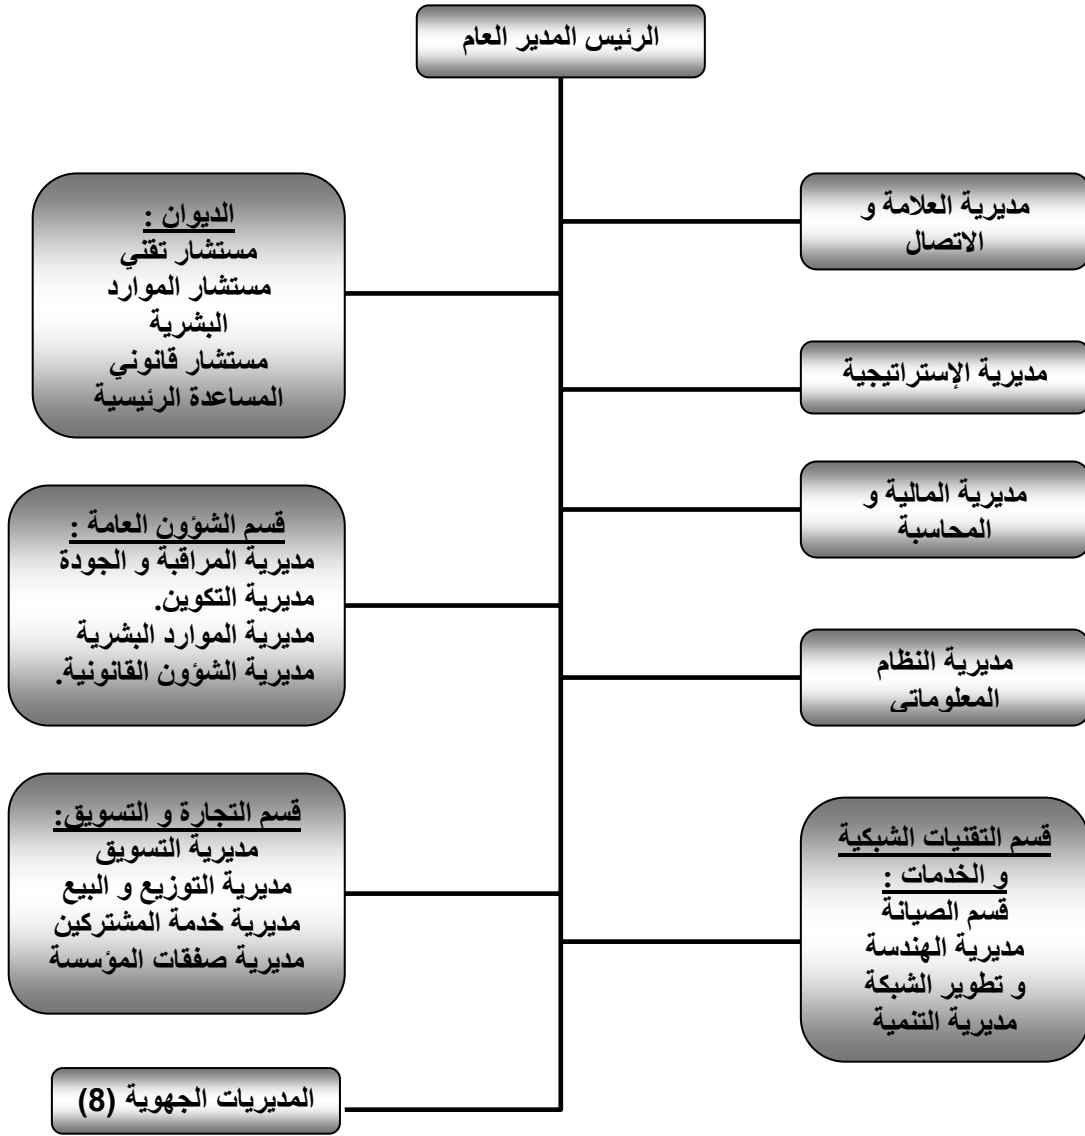 الرئيس المدير العام
مديرية العلامة و
الاتصال
الديوان :
مستشار تقني
مستشار الموارد
البشرية
مستشار قانوني
المساعدة الرئيسية
مديرية الإستراتيجية
مديرية المالية و
المحاسبة
قسم الشؤون العامة :
مديرية المراقبة و الجودة
مديرية التكوين.
مديرية الموارد البشرية
مديرية الشؤون القانونية.
مديرية النظام
المعلوماتي
قسم التجارة و التسويق:
مديرية التسويق
مديرية التوزيع و البيع
مديرية خدمة المشتركين
مديرية صفقات المؤسسة
قسم التقنيات الشبكية
و الخدمات :
قسم الصيانة
مديرية الهندسة
و تطوير الشبكة
مديرية التنمية
المديريات الجهوية (8)